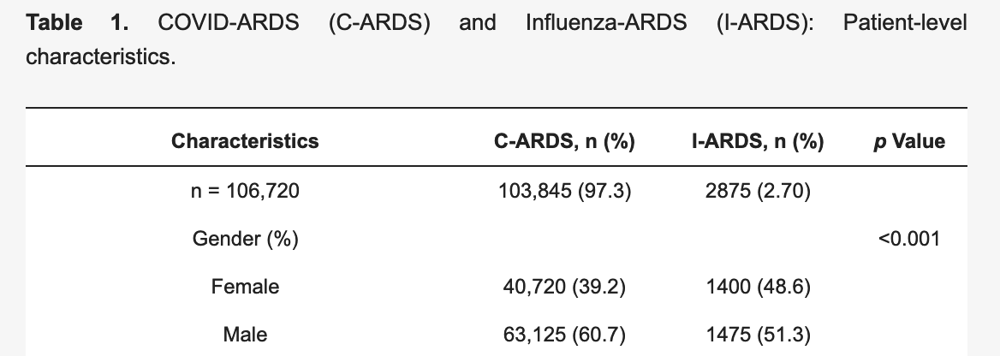 Table 1. COVID-ARDS (C-ARDS) and Influenza-ARDS (I-ARDS): Patient-level
characteristics.
Characteristics C-ARDS, n (%) I-ARDS, n (%) p Value
n = 106,720 103,845 (97.3) 2875 (2.70)
Gender (%) <0.001
Female 40,720 (39.2) 1400 (48.6)
Male 63,125 (60.7) 1475 (51.3)